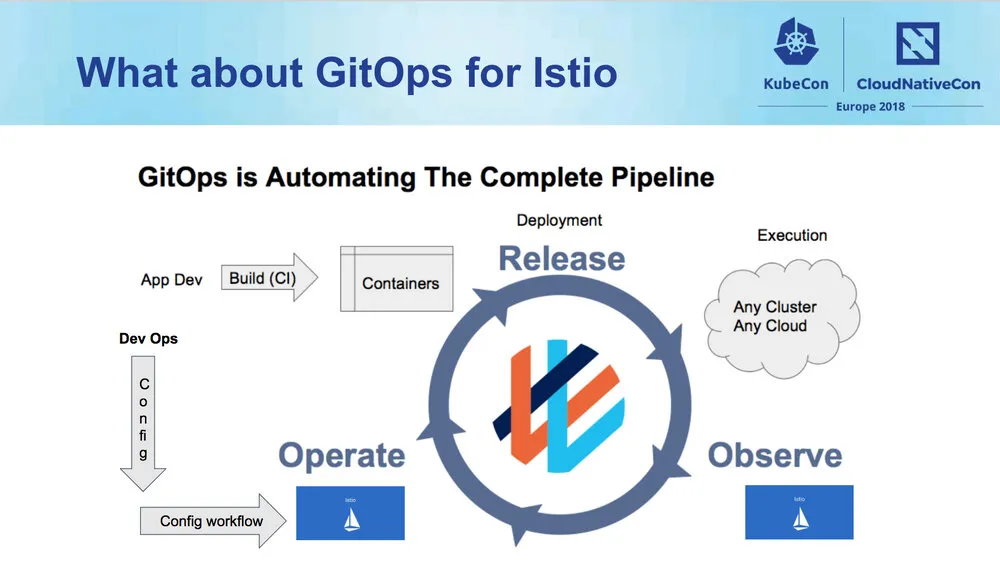 What about GitOps for Istio
KubeCon
CloudNativeCon
Europe 2018
GitOps is Automating The Complete Pipeline
Deployment
Release
Execution
App Dev
Build (CI)
Containers
Any Cluster
Any Cloud
Dev Ops
Config
Operate
Observe
Istio
Istio
Config workflow